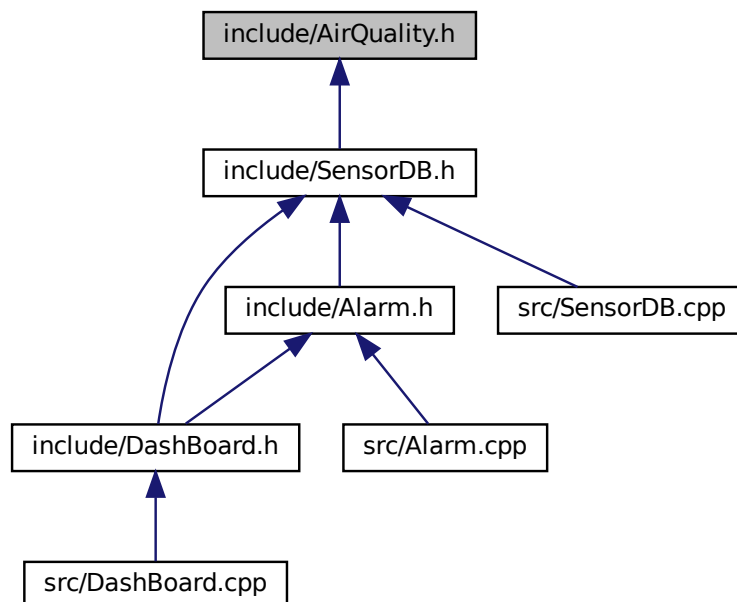 include/AirQuality.h
include/SensorDB.h
include/Alarm.h
src/SensorDB.cpp
include/DashBoard.h
src/Alarm.cpp
src/DashBoard.cpp